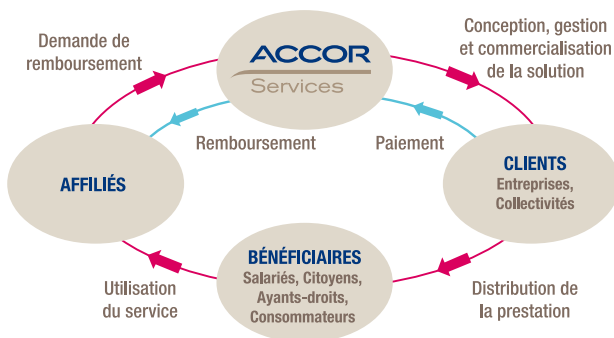 Demande de
remboursement
ACCOR
Services
Conception, gestion
et commercialisation
de la solution
Remboursement
Paiement
AFFILIÉS
CLIENTS
Entreprises,
Collectivités
BÉNÉFICIAIRES
Salariés, Citoyens,
Ayants-droits,
Consommateurs
Utilisation
du service
Distribution de
la prestation